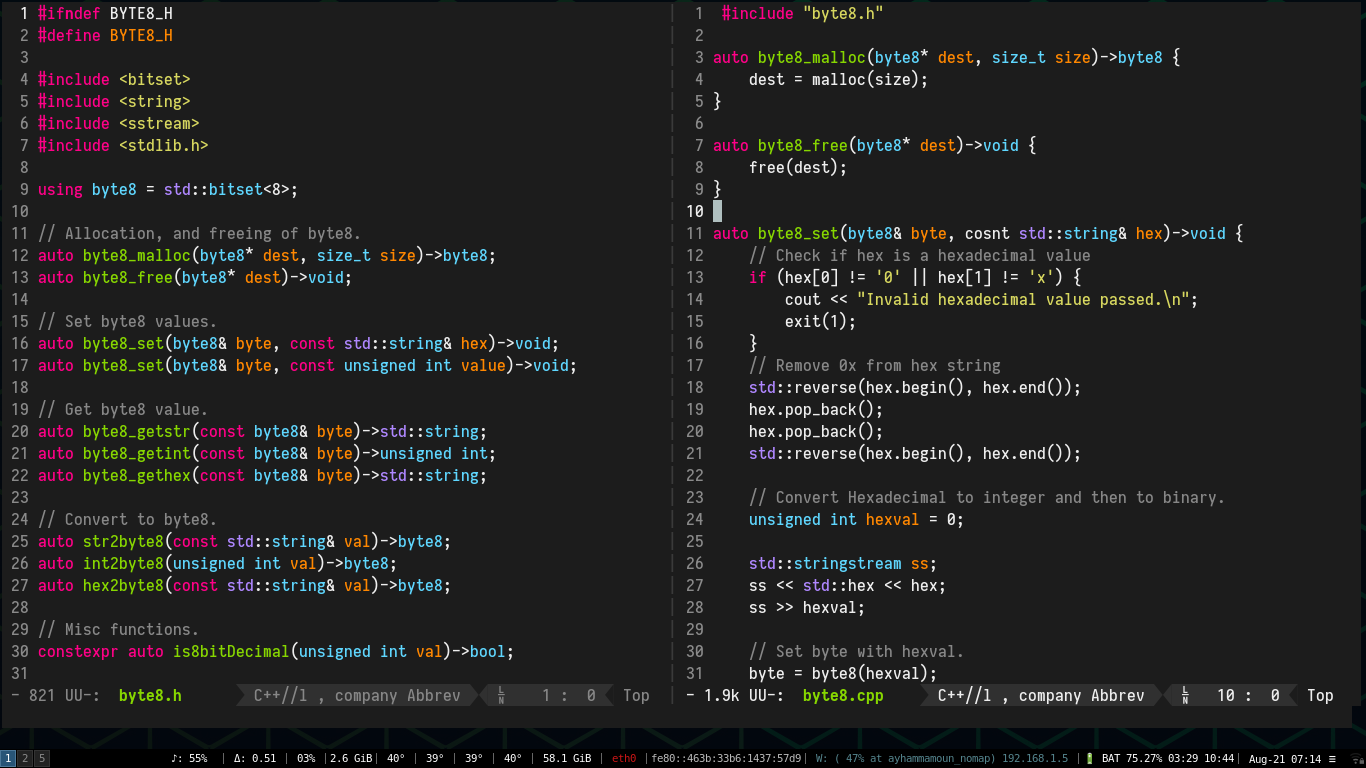 1 #ifndef BYTE8_H
2 #define BYTE8_H
3
4 #include <bitset>
5 #include <string>
6 #include <sstream>
7 #include <stdlib.h>
8
9 using byte8 = std::bitset<8>;
10
11 // Allocation, and freeing of byte8.
12 auto byte8_malloc(byte8* dest, size_t size)->byte8;
13 auto byte8_free(byte8* dest)->void;
14
15 // Set byte8 values.
16 auto byte8_set(byte8& byte, const std::string& hex)->void;
17 auto byte8_set(byte8& byte, const unsigned int value)->void;
18
19 // Get byte8 value.
20 auto byte8_getstr(const byte8& byte)->std::string;
21 auto byte8_getint(const byte8& byte)->unsigned int;
22 auto byte8_gethex(const byte8& byte)->std::string;
23
24 // Convert to byte8.
25 auto str2byte8(const std::string& val)->byte8;
26 auto int2byte8(unsigned int val)->byte8;
27 auto hex2byte8(const std::string& val)->byte8;
28
29 // Misc functions.
30 constexpr auto is8bitDecimal(unsigned int val)->bool;
31
- 821 UU-: byte8.h C++//l , company Abbrev LN 1 : 0 Top
1 #include "byte8.h"
2
3 auto byte8_malloc(byte8* dest, size_t size)->byte8 {
4 dest = malloc(size);
5 }
6
7 auto byte8_free(byte8* dest)->void {
8 free(dest);
9 }
10
11 auto byte8_set(byte8& byte, cosnt std::string& hex)->void {
12 // Check if hex is a hexadecimal value
13 if (hex[0] != '0' || hex[1] != 'x') {
14 cout << "Invalid hexadecimal value passed.\n";
15 exit(1);
16 }
17 // Remove 0x from hex string
18 std::reverse(hex.begin(), hex.end());
19 hex.pop_back();
20 hex.pop_back();
21 std::reverse(hex.begin(), hex.end());
22
23 // Convert Hexadecimal to integer and then to binary.
24 unsigned int hexval = 0;
25
26 std::stringstream ss;
27 ss << std::hex << hex;
28 ss >> hexval;
29
30 // Set byte with hexval.
31 byte = byte8(hexval);
- 1.9k UU-: byte8.cpp C++//l , company Abbrev LN 10 : 0 Top
1 2 5 ♪: 55% | Δ: 0.51 | 03% | 2.6 GiB | 40° | 39° | 39° | 40° | 58.1 GiB | eth0 |fe80::463b:33b6:1437:57d9| W: ( 47% at ayhammamoun_nomap) 192.168.1.5 | BAT 75.27% 03:29 10:44 | Aug-21 07:14 ≡